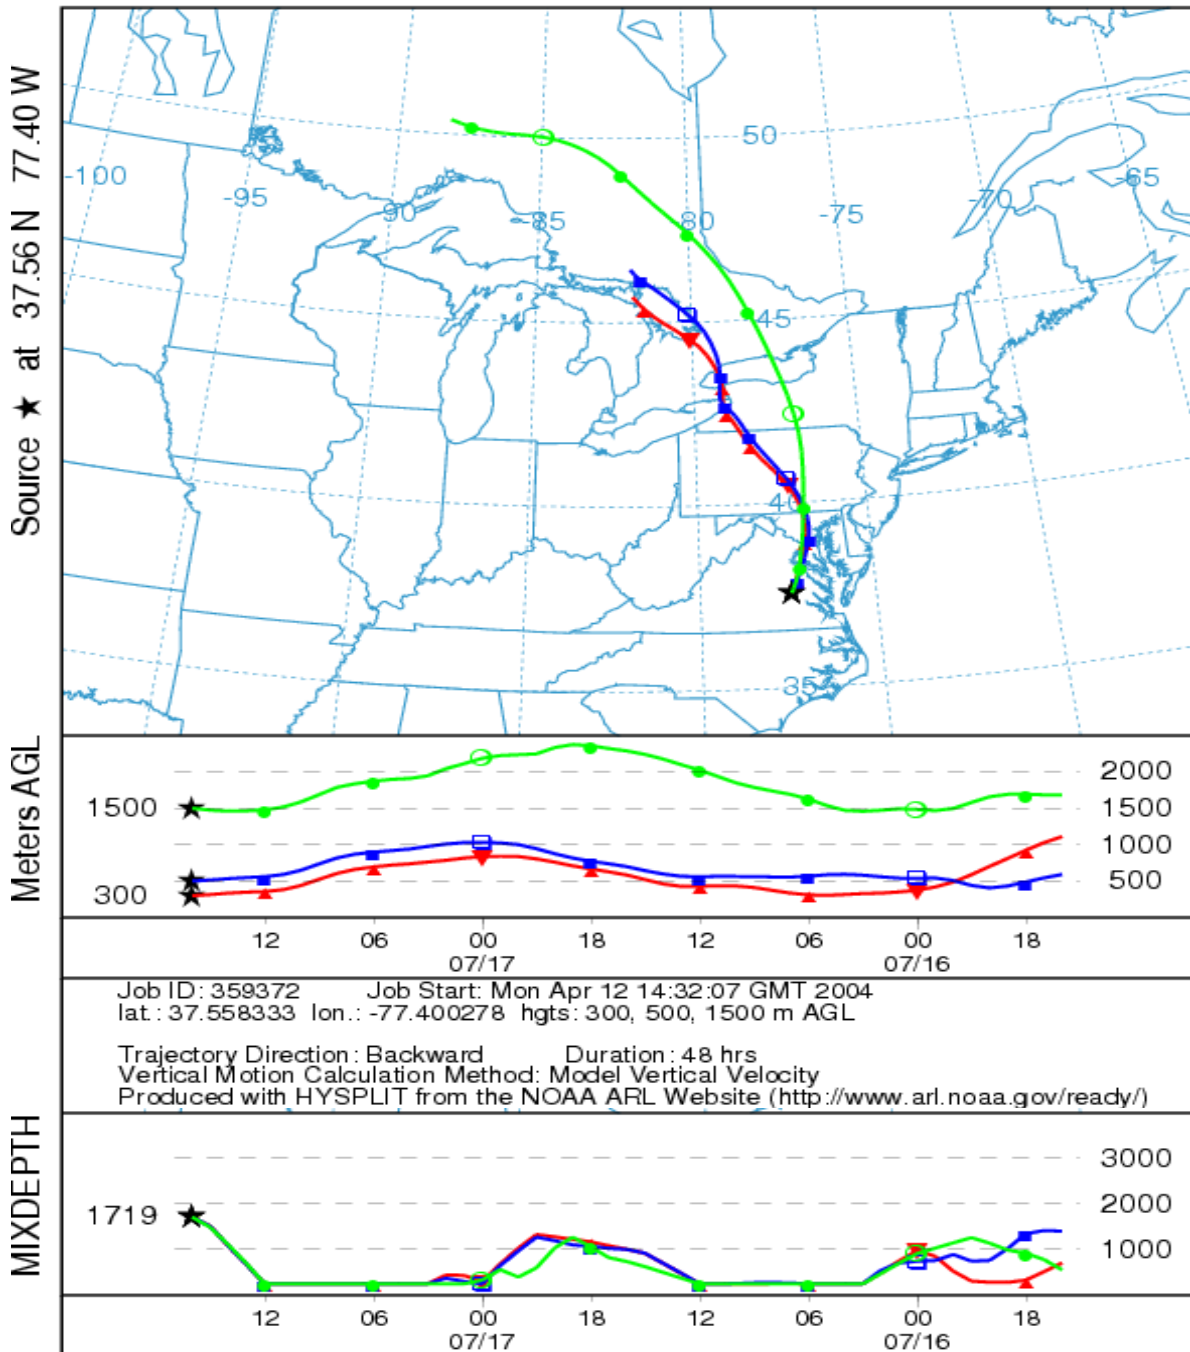 Source ★ at 37.56 N 77.40 W
50
-100
-95
-90
-85
80
-75
-70
-65
45
40
35
Meters AGL
2000
1500
1500
1000
500
300
12 06 00 18 12 06 00 18
07/17 07/16
Job ID: 359372 Job Start: Mon Apr 12 14:32:07 GMT 2004
lat.: 37.558333 lon.: -77.400278 hgts: 300, 500, 1500 m AGL
Trajectory Direction: Backward Duration: 48 hrs
Vertical Motion Calculation Method: Model Vertical Velocity
Produced with HYSPLIT from the NOAA ARL Website (http://www.arl.noaa.gov/ready/)
MIXDEPTH
3000
2000
1719
1000
12 06 00 18 12 06 00 18
07/17 07/16